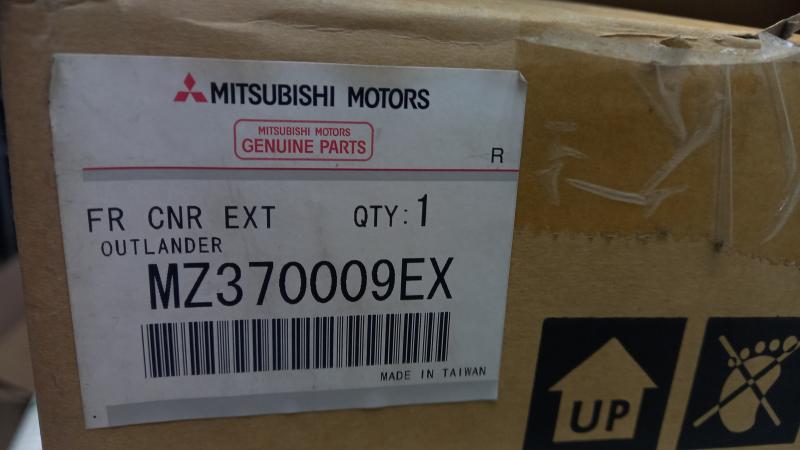 MITSUBISHI MOTORS
MITSUBISHI MOTORS
GENUINE PARTS
R
FR CNR EXT QTY:1
OUTLANDER
MZ370009EX
MADE IN TAIWAN
UP